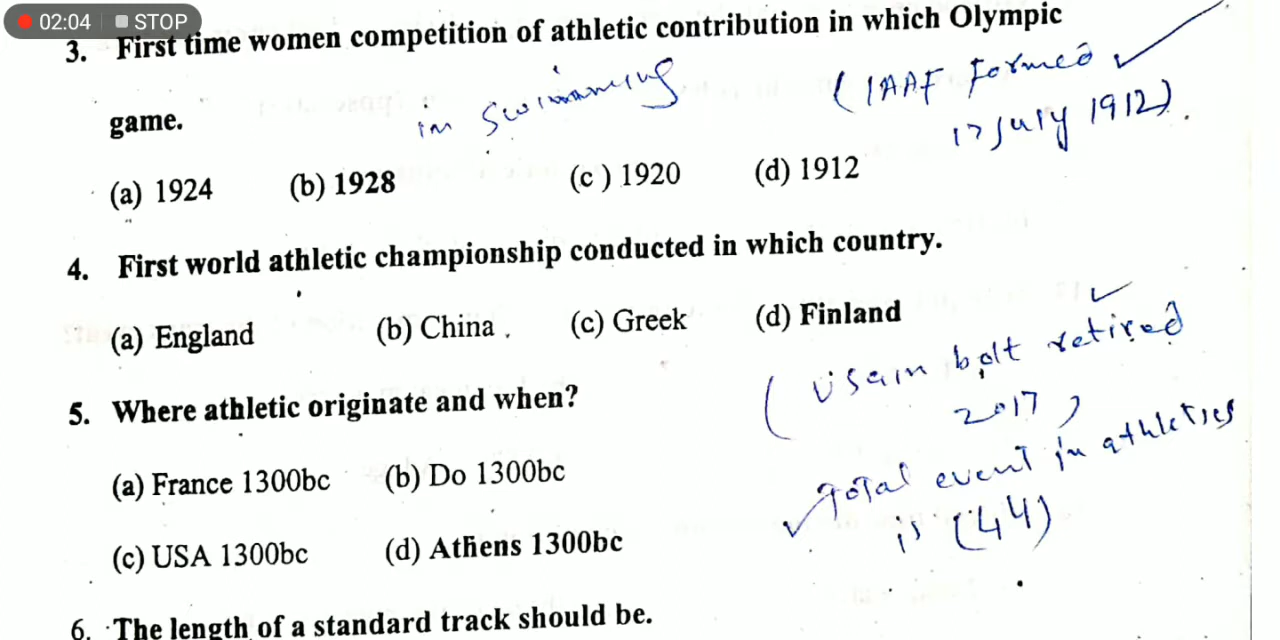 02:04 STOP
3. First time women competition of athletic contribution in which Olympic
game.
in swimming
(IAAF formed
17 July 1912).
(a) 1924 (b) 1928 (c ) 1920 (d) 1912
4. First world athletic championship conducted in which country.
(a) England (b) China . (c) Greek (d) Finland
(Usain bolt retired
2017)
5. Where athletic originate and when?
(a) France 1300bc (b) Do 1300bc
Total event in athletics
is (44)
(c) USA 1300bc (d) Athens 1300bc
6. The length of a standard track should be.